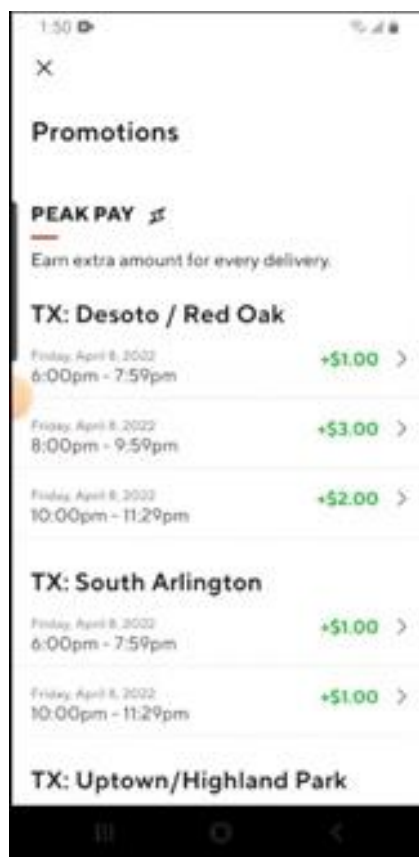 1:50
Promotions
PEAK PAY
Earn extra amount for every delivery.
TX: Desoto / Red Oak
Friday, April 8, 2022
6:00pm - 7:59pm
+$1.00
Friday, April 8, 2022
8:00pm - 9:59pm
+$3.00
Friday, April 8, 2022
10:00pm - 11:29pm
+$2.00
TX: South Arlington
Friday, April 8, 2022
6:00pm - 7:59pm
+$1.00
Friday, April 8, 2022
10:00pm - 11:29pm
+$1.00
TX: Uptown/Highland Park